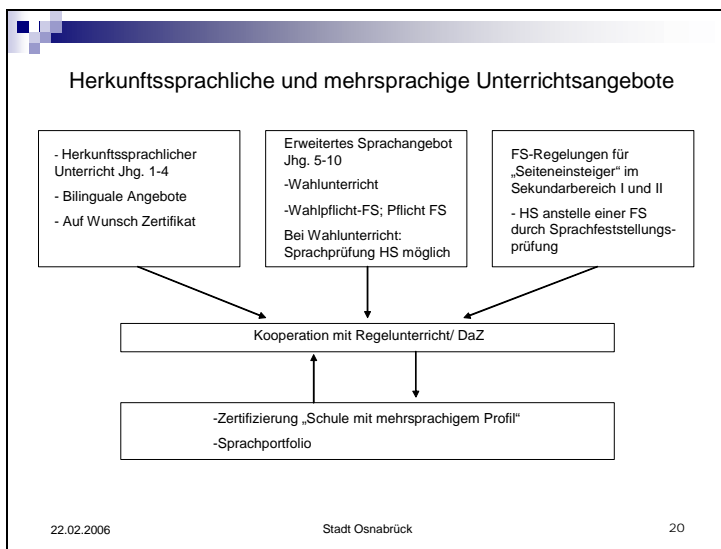 Herkunftssprachliche und mehrsprachige Unterrichtsangebote
- Herkunftssprachlicher
Unterricht Jhg. 1-4
- Bilinguale Angebote
- Auf Wunsch Zertifikat
Erweitertes Sprachangebot
Jhg. 5-10
-Wahlunterricht
-Wahlpflicht-FS; Pflicht FS
Bei Wahlunterricht:
Sprachprüfung HS möglich
FS-Regelungen für
„Seiteneinsteiger“ im
Sekundarbereich I und II
- HS anstelle einer FS
durch Sprachfeststellungs-
prüfung
Kooperation mit Regelunterricht/ DaZ
-Zertifizierung „Schule mit mehrsprachigem Profil“
-Sprachportfolio
22.02.2006
Stadt Osnabrück
20